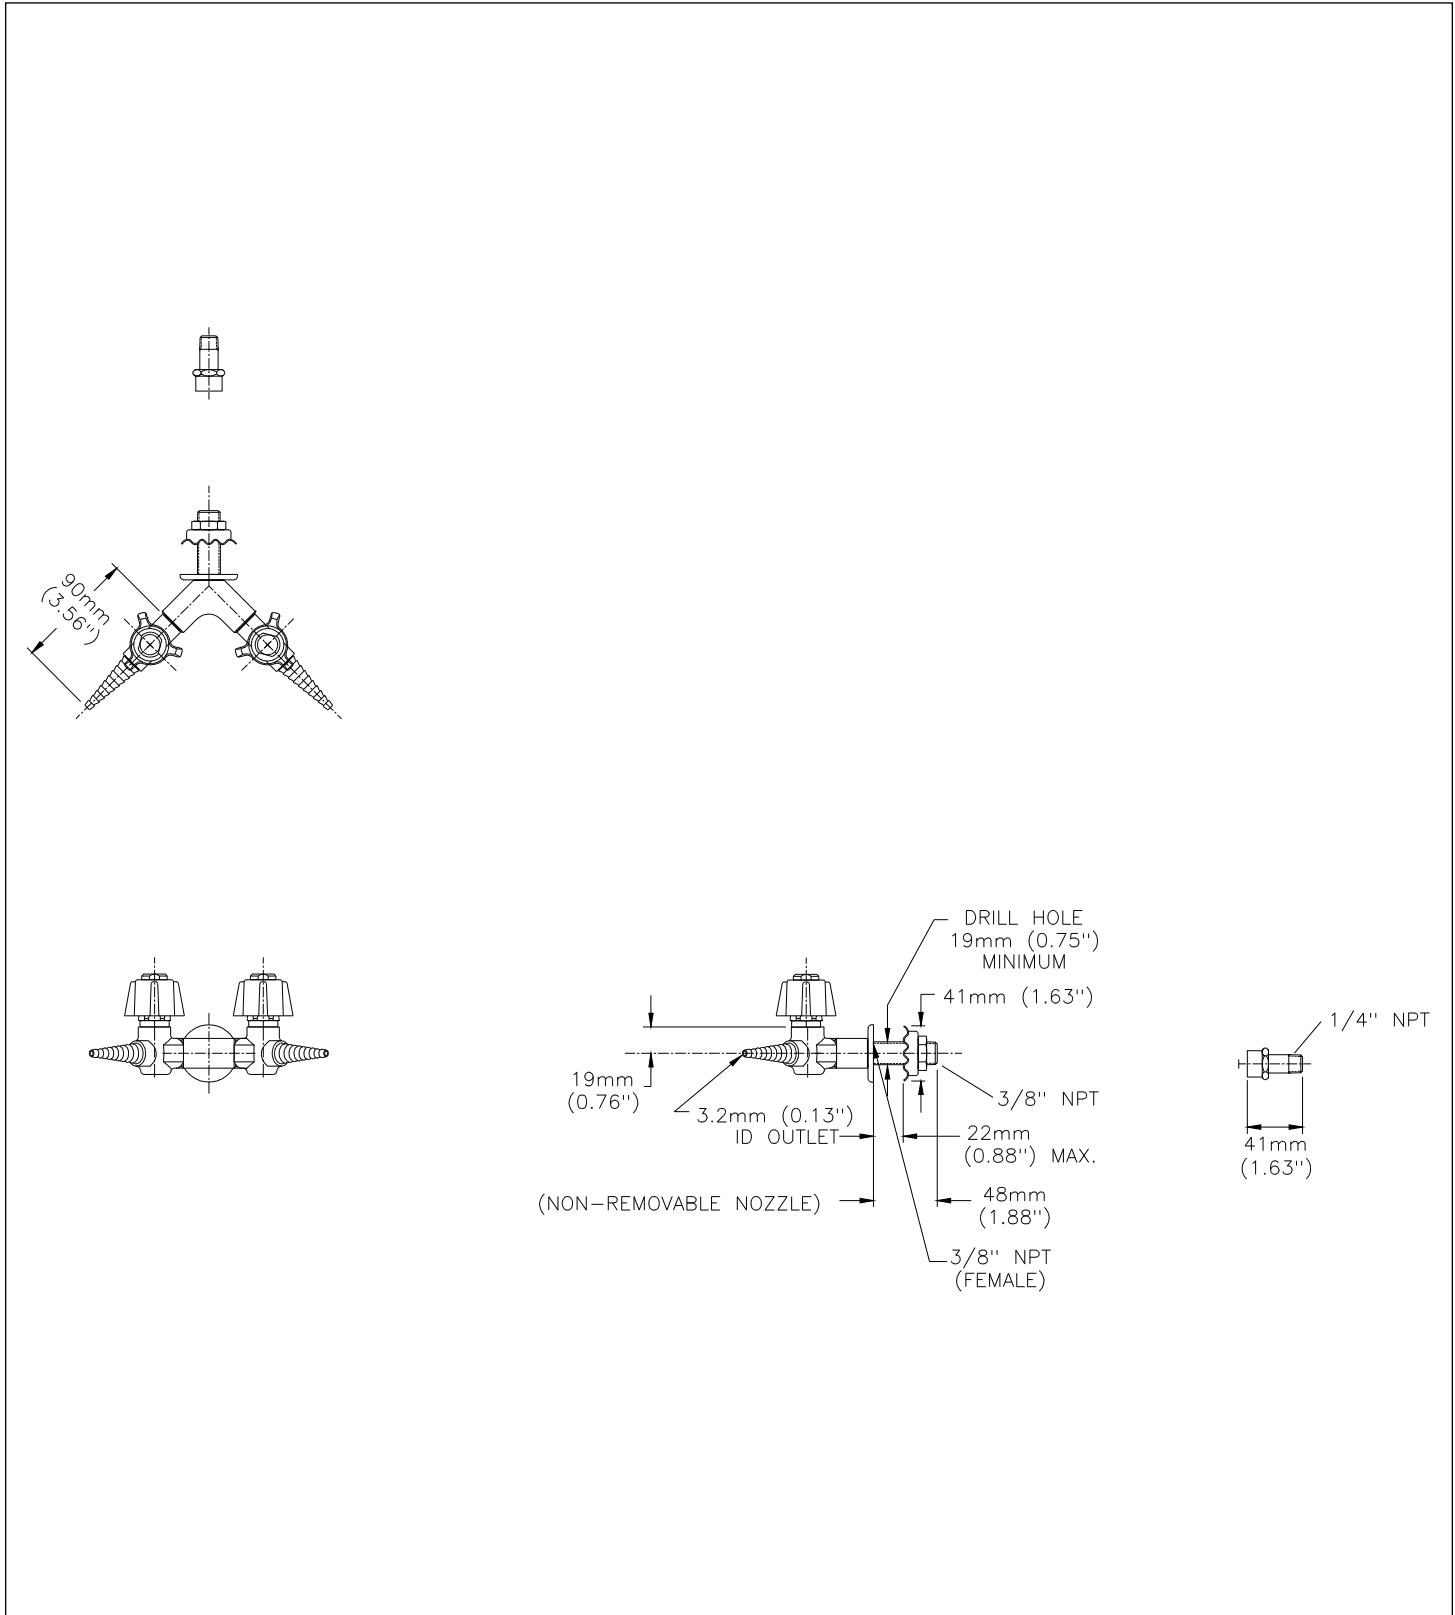 90mm
(3.56")
DRILL HOLE
19mm (0.75")
MINIMUM
41mm (1.63")
1/4" NPT
19mm
(0.76")
3.2mm (0.13")
ID OUTLET
3/8" NPT
22mm
(0.88") MAX.
41mm
(1.63")
(NON-REMOVABLE NOZZLE)
48mm
(1.88")
3/8" NPT
(FEMALE)